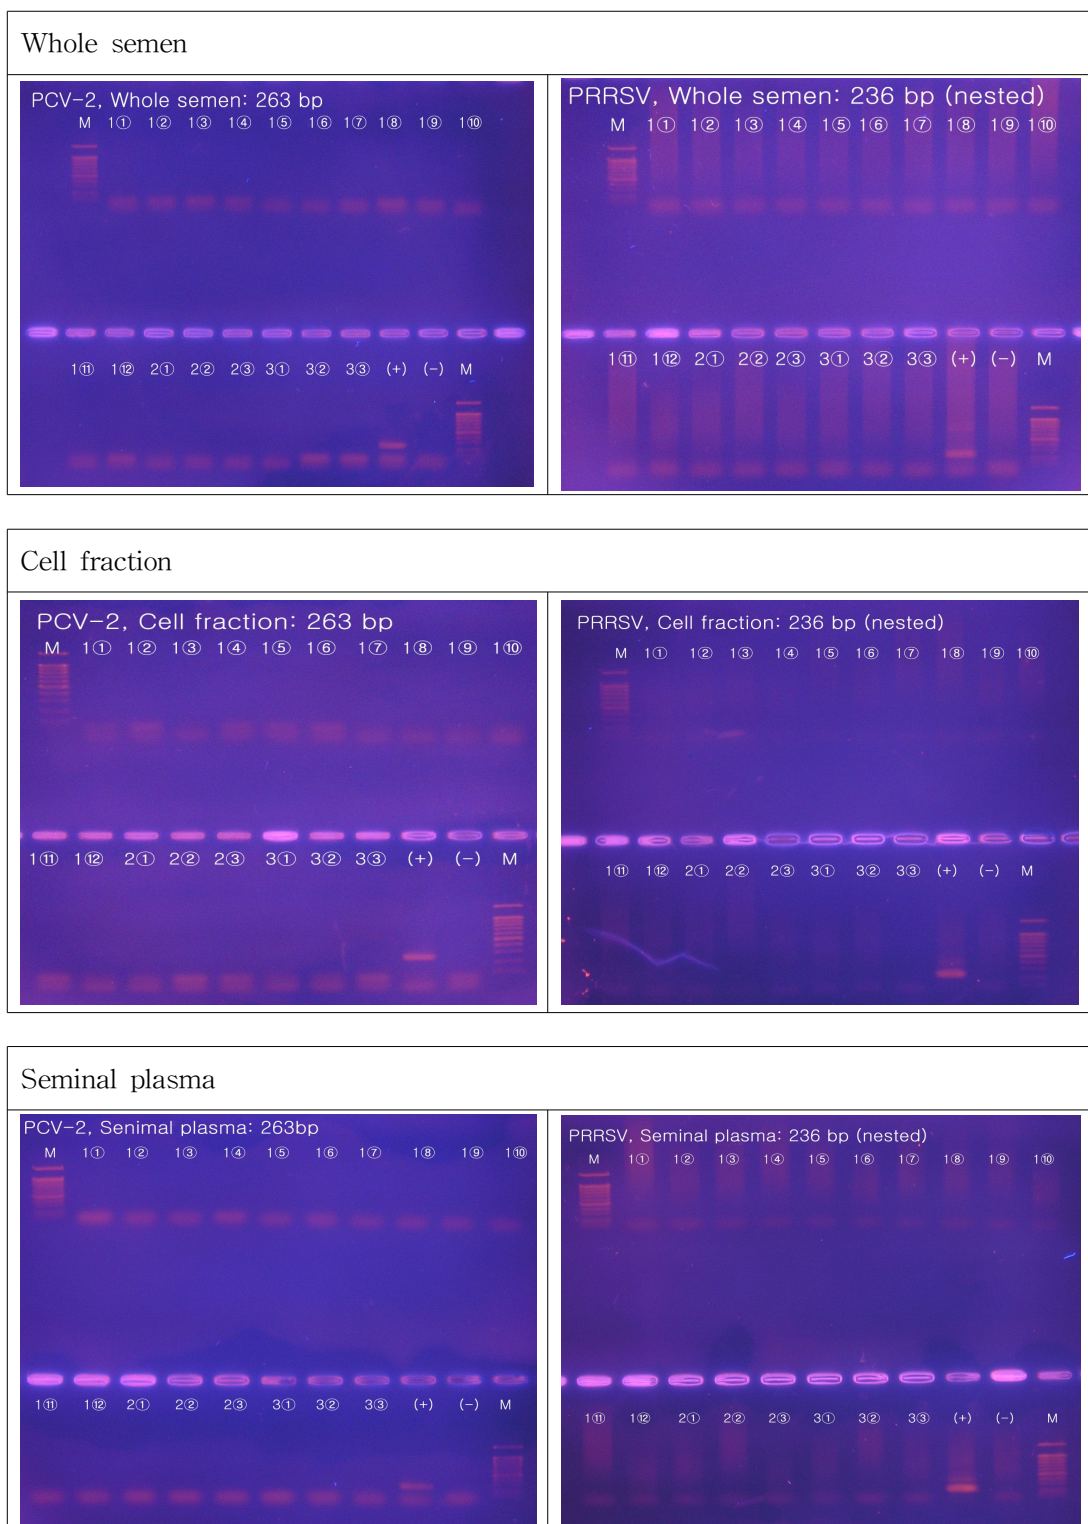 Whole semen
PCV-2, Whole semen: 263 bp
M 1① 1② 1③ 1④ 1⑤ 1⑥ 1⑦ 1⑧ 1⑨ 1⑩
1⑪ 1⑫ 2① 2② 2③ 3① 3② 3③ (+) (-) M
PRRSV, Whole semen: 236 bp (nested)
M 1① 1② 1③ 1④ 1⑤ 1⑥ 1⑦ 1⑧ 1⑨ 1⑩
1⑪ 1⑫ 2① 2② 2③ 3① 3② 3③ (+) (-) M
Cell fraction
PCV-2, Cell fraction: 263 bp
M 1① 1② 1③ 1④ 1⑤ 1⑥ 1⑦ 1⑧ 1⑨ 1⑩
1⑪ 1⑫ 2① 2② 2③ 3① 3② 3③ (+) (-) M
PRRSV, Cell fraction: 236 bp (nested)
M 1① 1② 1③ 1④ 1⑤ 1⑥ 1⑦ 1⑧ 1⑨ 1⑩
1⑪ 1⑫ 2① 2② 2③ 3① 3② 3③ (+) (-) M
Seminal plasma
PCV-2, Senimal plasma: 263bp
M 1① 1② 1③ 1④ 1⑤ 1⑥ 1⑦ 1⑧ 1⑨ 1⑩
1⑪ 1⑫ 2① 2② 2③ 3① 3② 3③ (+) (-) M
PRRSV, Seminal plasma: 236 bp (nested)
M 1① 1② 1③ 1④ 1⑤ 1⑥ 1⑦ 1⑧ 1⑨ 1⑩
1⑪ 1⑫ 2① 2② 2③ 3① 3② 3③ (+) (-) M